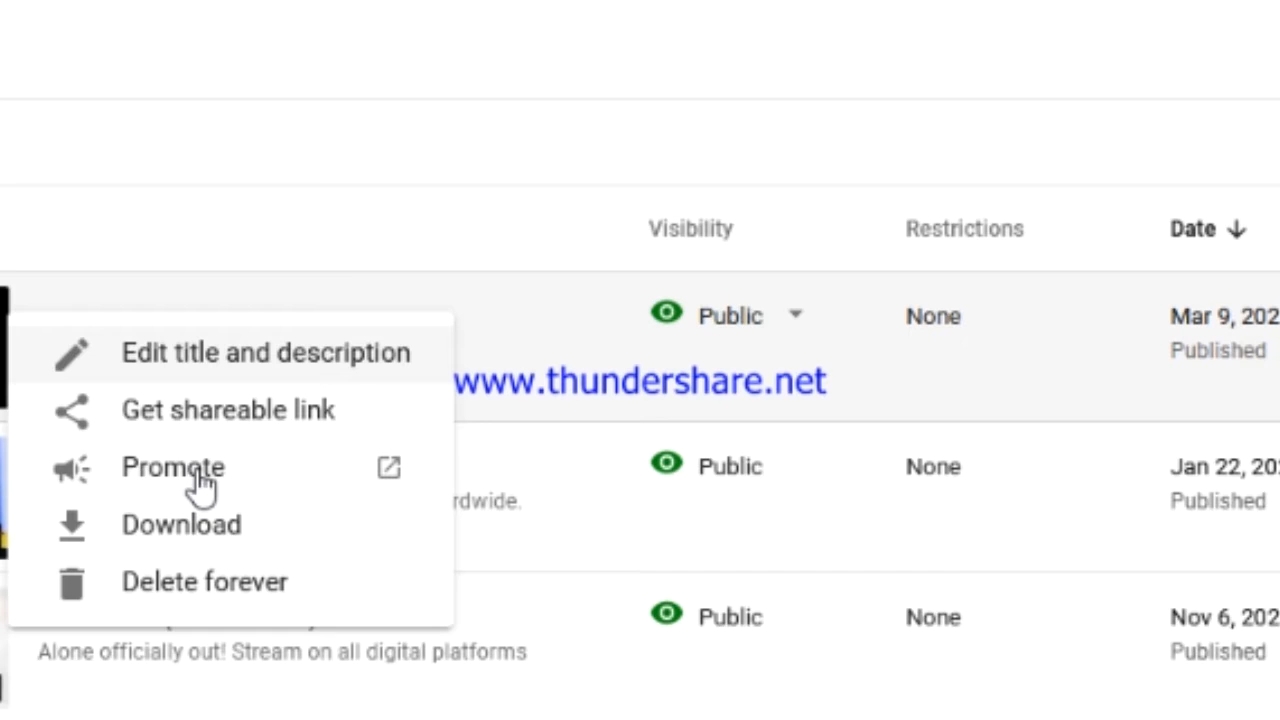 Visibility Restrictions Date
Public None Mar 9, 202
Published
Edit title and description
www.thundershare.net
Get shareable link
Promote
Public None Jan 22, 202
rdwide. Published
Download
Delete forever
Public None Nov 6, 202
Alone officially out! Stream on all digital platforms Published